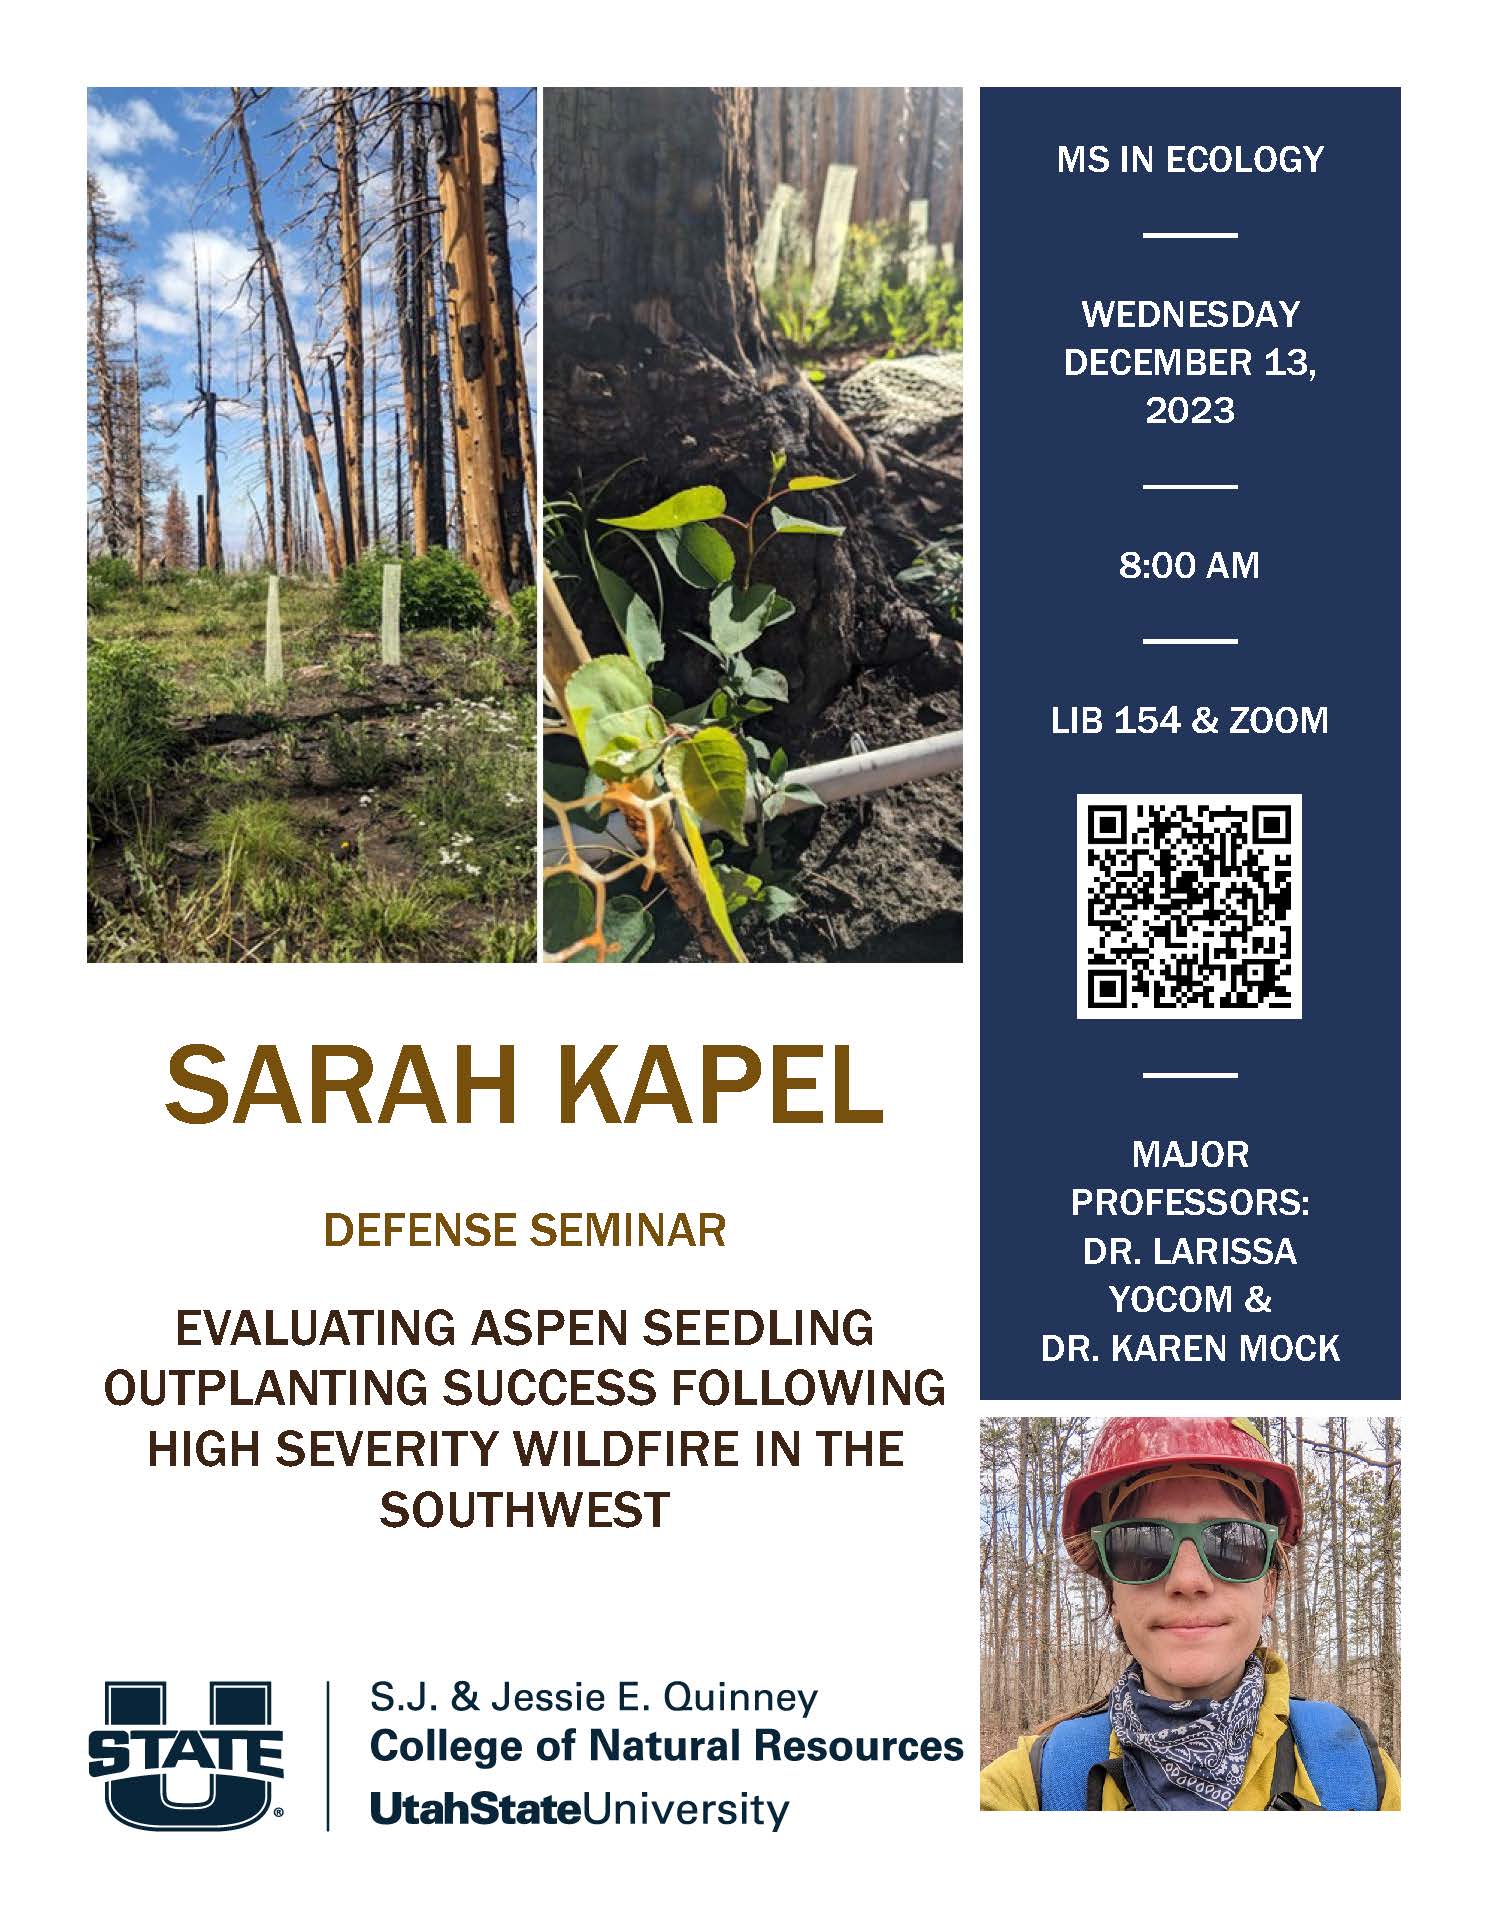 MS IN ECOLOGY
WEDNESDAY
DECEMBER 13,
2023
8:00 AM
LIB 154 & ZOOM
MAJOR
PROFESSORS:
DR. LARISSA
YOCOM &
DR. KAREN MOCK
SARAH KAPEL
DEFENSE SEMINAR
EVALUATING ASPEN SEEDLING
OUTPLANTING SUCCESS FOLLOWING
HIGH SEVERITY WILDFIRE IN THE
SOUTHWEST
U
STATE
®
S.J. & Jessie E. Quinney
College of Natural Resources
UtahStateUniversity